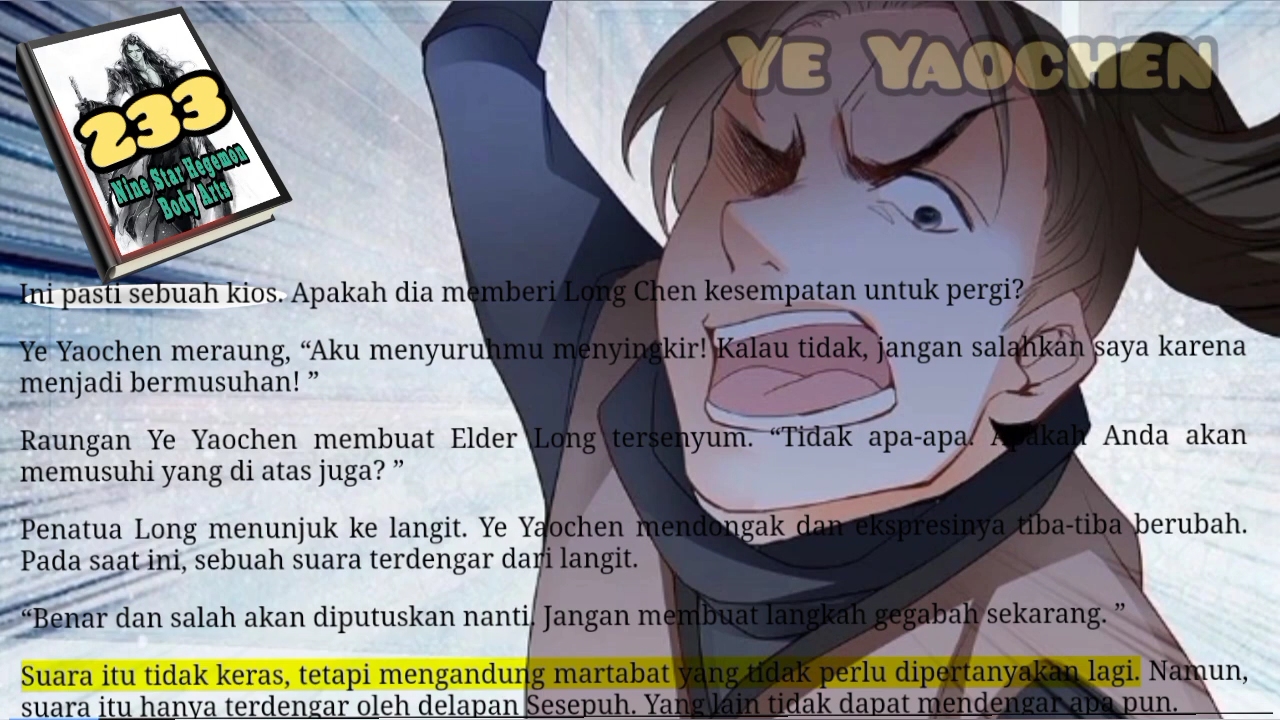 YE YAOCHEN
233
Nine Star Hegemon
Body Arts
Ini pasti sebuah kios. Apakah dia memberi Long Chen kesempatan untuk pergi?
Ye Yaochen meraung, “Aku menyuruhmu menyingkir! Kalau tidak, jangan salahkan saya karena
menjadi bermusuhan! ”
Raungan Ye Yaochen membuat Elder Long tersenyum. “Tidak apa-apa. Apakah Anda akan
memusuhi yang di atas juga? ”
Penatua Long menunjuk ke langit. Ye Yaochen mendongak dan ekspresinya tiba-tiba berubah.
Pada saat ini, sebuah suara terdengar dari langit.
“Benar dan salah akan diputuskan nanti. Jangan membuat langkah gegabah sekarang. ”
Suara itu tidak keras, tetapi mengandung martabat yang tidak perlu dipertanyakan lagi. Namun,
suara itu hanya terdengar oleh delapan Sesepuh. Yang lain tidak dapat mendengar apa pun.